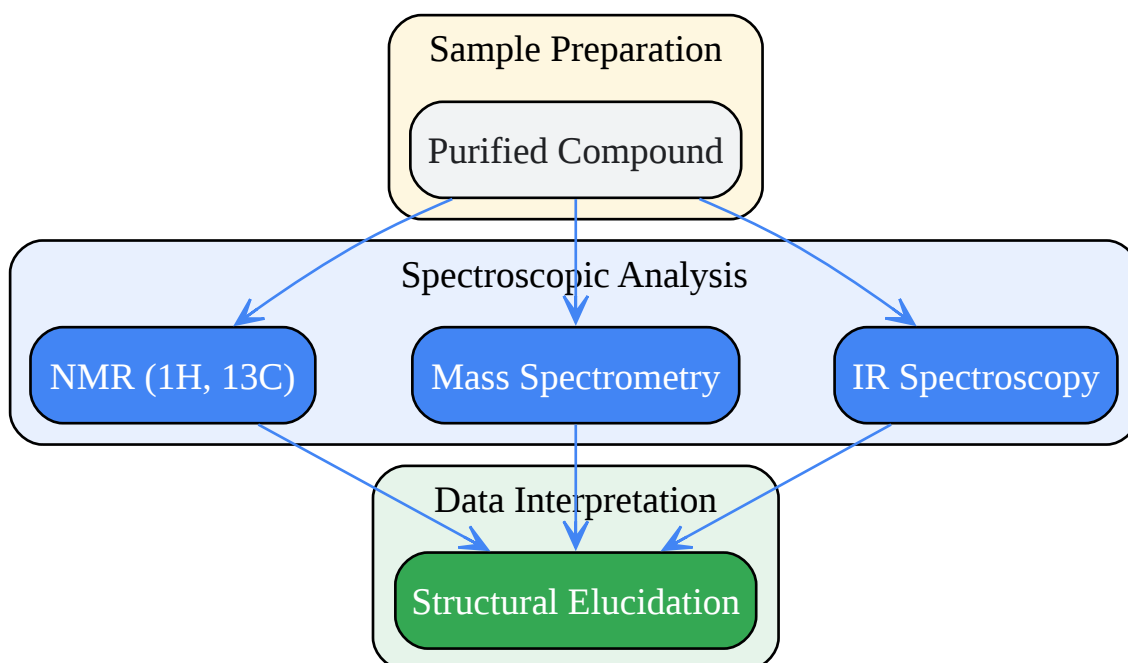 Sample Preparation
Purified Compound
Spectroscopic Analysis
NMR (1H, 13C)
Mass Spectrometry
IR Spectroscopy
Data Interpretation
Structural Elucidation